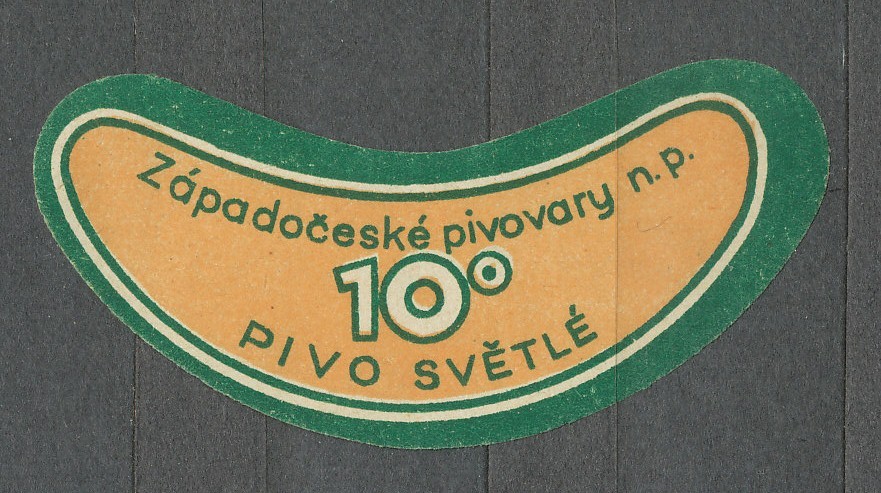 Západočeské pivovary n.p.
10°
PIVO SVĚTLÉ